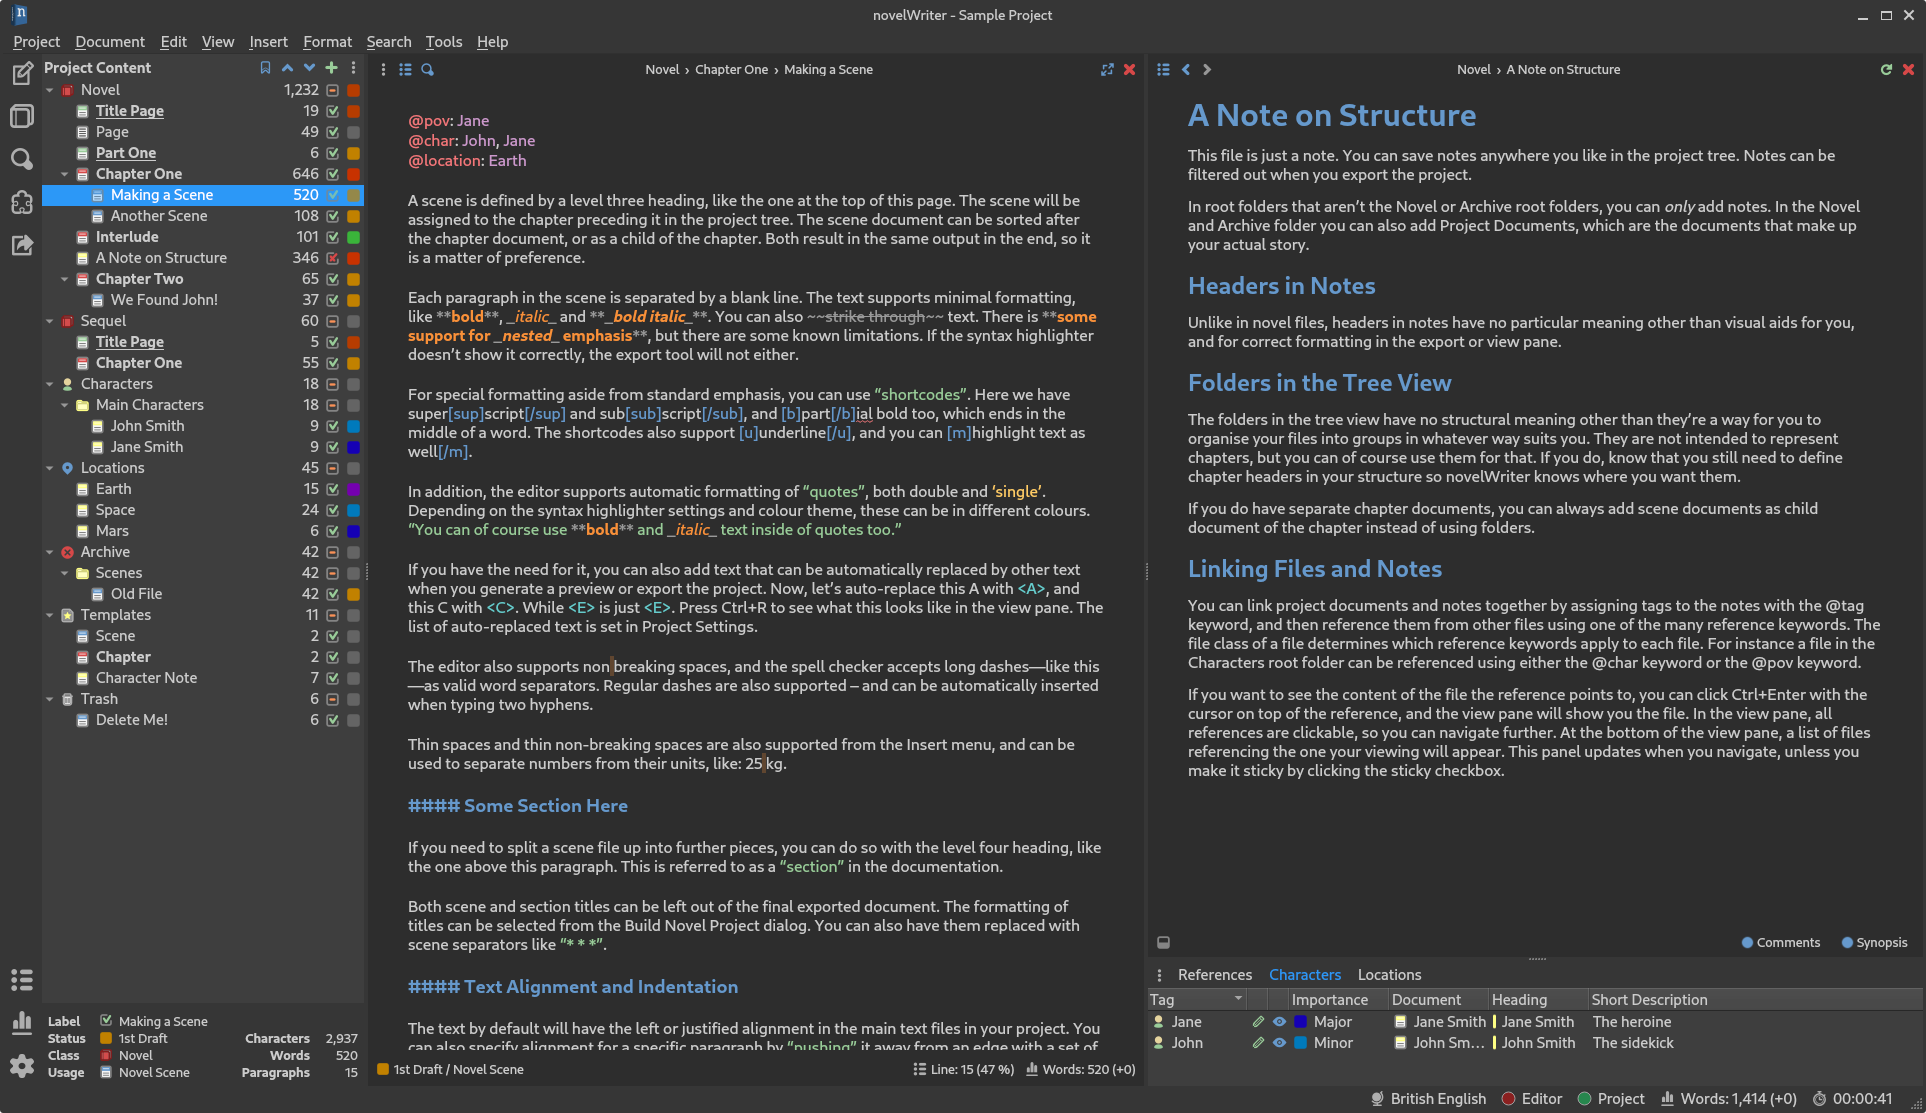 novelWriter - Sample Project
Project Document Edit View Insert Format Search Tools Help
Project Content
Novel 1,232
Title Page 19
Page 49
Part One 6
Chapter One 646
Making a Scene 520
Another Scene 108
Interlude 101
A Note on Structure 346
Chapter Two 65
We Found John! 37
Sequel 60
Title Page 5
Chapter One 55
Characters 18
Main Characters 18
John Smith 9
Jane Smith 9
Locations 45
Earth 15
Space 24
Mars 6
Archive 42
Scenes 42
Old File 42
Templates 11
Scene 2
Chapter 2
Character Note 7
Trash 6
Delete Me! 6
Label Making a Scene
Status 1st Draft Characters 2,937
Class Novel Words 520
Usage Novel Scene Paragraphs 15
Novel › Chapter One › Making a Scene
@pov: Jane
@char: John, Jane
@location: Earth
A scene is defined by a level three heading, like the one at the top of this page. The scene will be
assigned to the chapter preceding it in the project tree. The scene document can be sorted after
the chapter document, or as a child of the chapter. Both result in the same output in the end, so it
is a matter of preference.
Each paragraph in the scene is separated by a blank line. The text supports minimal formatting,
like **bold**, _italic_ and **_bold italic_**. You can also ~~strike through~~ text. There is **some
support for _nested_ emphasis**, but there are some known limitations. If the syntax highlighter
doesn’t show it correctly, the export tool will not either.
For special formatting aside from standard emphasis, you can use “shortcodes”. Here we have
super[sup]script[/sup] and sub[sub]script[/sub], and [b]part[/b]ial bold too, which ends in the
middle of a word. The shortcodes also support [u]underline[/u], and you can [m]highlight text as
well[/m].
In addition, the editor supports automatic formatting of “quotes”, both double and ‘single’.
Depending on the syntax highlighter settings and colour theme, these can be in different colours.
“You can of course use **bold** and _italic_ text inside of quotes too.”
If you have the need for it, you can also add text that can be automatically replaced by other text
when you generate a preview or export the project. Now, let’s auto-replace this A with <A>, and
this C with <C>. While <E> is just <E>. Press Ctrl+R to see what this looks like in the view pane. The
list of auto-replaced text is set in Project Settings.
The editor also supports non breaking spaces, and the spell checker accepts long dashes—like this
—as valid word separators. Regular dashes are also supported – and can be automatically inserted
when typing two hyphens.
Thin spaces and thin non-breaking spaces are also supported from the Insert menu, and can be
used to separate numbers from their units, like: 25 kg.
#### Some Section Here
If you need to split a scene file up into further pieces, you can do so with the level four heading, like
the one above this paragraph. This is referred to as a “section” in the documentation.
Both scene and section titles can be left out of the final exported document. The formatting of
titles can be selected from the Build Novel Project dialog. You can also have them replaced with
scene separators like “* * *”.
#### Text Alignment and Indentation
The text by default will have the left or justified alignment in the main text files in your project. You
can also specify alignment for a specific paragraph by “pushing” it away from an edge with a set of
1st Draft / Novel Scene Line: 15 (47 %) Words: 520 (+0)
Novel › A Note on Structure
A Note on Structure
This file is just a note. You can save notes anywhere you like in the project tree. Notes can be
filtered out when you export the project.
In root folders that aren’t the Novel or Archive root folders, you can only add notes. In the Novel
and Archive folder you can also add Project Documents, which are the documents that make up
your actual story.
Headers in Notes
Unlike in novel files, headers in notes have no particular meaning other than visual aids for you,
and for correct formatting in the export or view pane.
Folders in the Tree View
The folders in the tree view have no structural meaning other than they’re a way for you to
organise your files into groups in whatever way suits you. They are not intended to represent
chapters, but you can of course use them for that. If you do, know that you still need to define
chapter headers in your structure so novelWriter knows where you want them.
If you do have separate chapter documents, you can always add scene documents as child
document of the chapter instead of using folders.
Linking Files and Notes
You can link project documents and notes together by assigning tags to the notes with the @tag
keyword, and then reference them from other files using one of the many reference keywords. The
file class of a file determines which reference keywords apply to each file. For instance a file in the
Characters root folder can be referenced using either the @char keyword or the @pov keyword.
If you want to see the content of the file the reference points to, you can click Ctrl+Enter with the
cursor on top of the reference, and the view pane will show you the file. In the view pane, all
references are clickable, so you can navigate further. At the bottom of the view pane, a list of files
referencing the one your viewing will appear. This panel updates when you navigate, unless you
make it sticky by clicking the sticky checkbox.
Comments Synopsis
References Characters Locations
Tag Importance Document Heading Short Description
Jane Major Jane Smith Jane Smith The heroine
John Minor John Sm... John Smith The sidekick
British English Editor Project Words: 1,414 (+0) 00:00:41